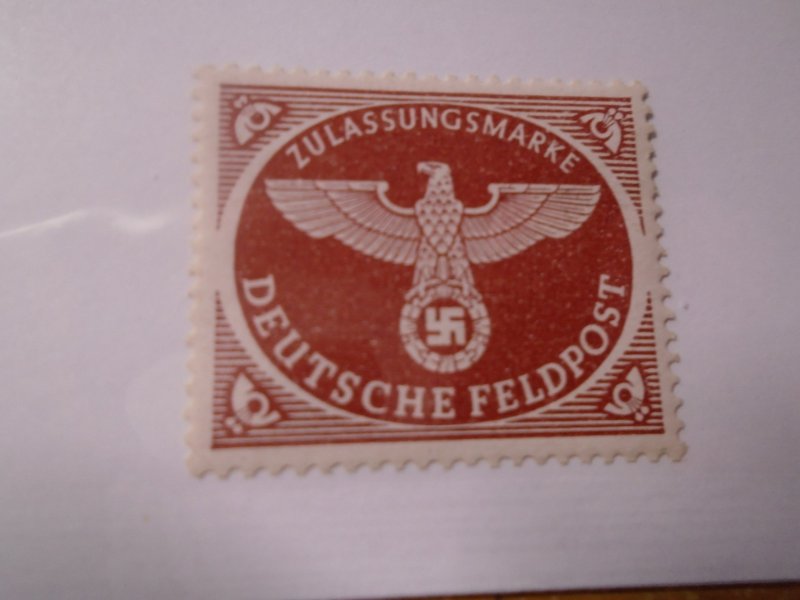 ZULASSUNGSMARKE
DEUTSCHE FELDPOST